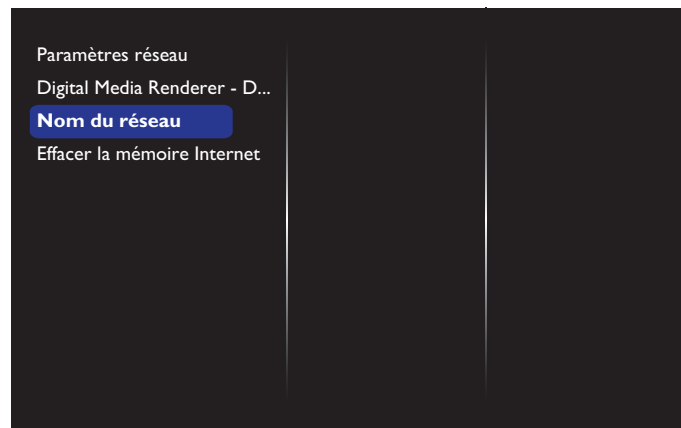 Paramètres réseau
Digital Media Renderer - D...
Nom du réseau
Effacer la mémoire Internet